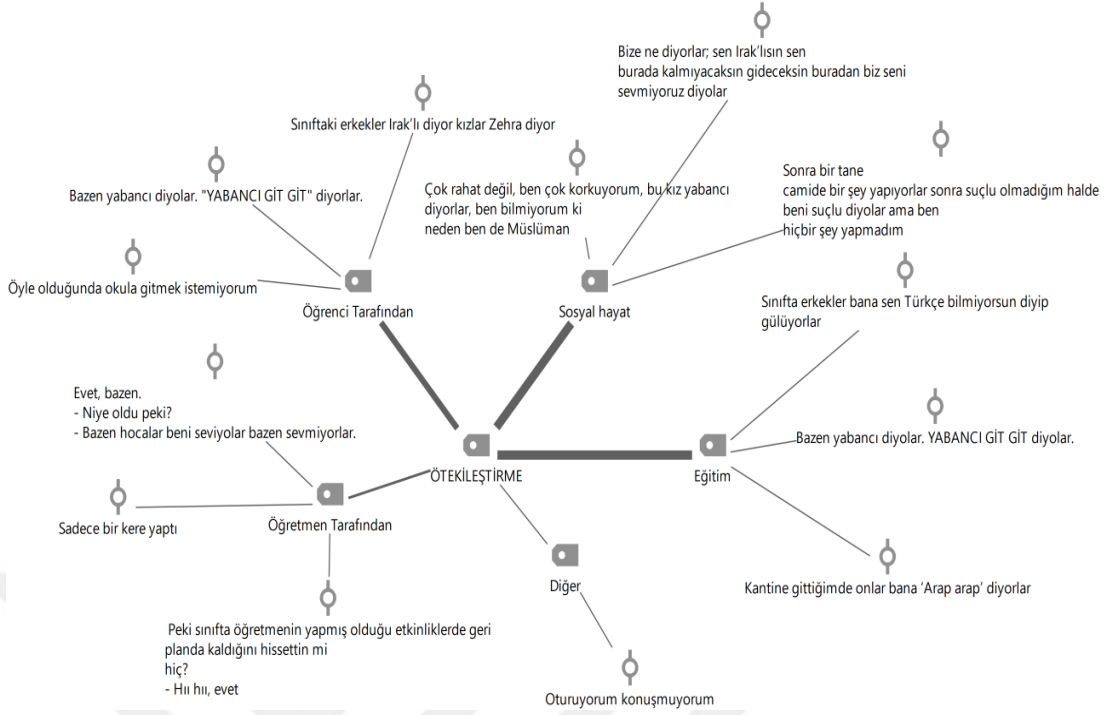 Bize ne diyorlar; sen Irak'lısın sen
burada kalmıyacaksın gideceksin buradan biz seni
sevmiyoruz diyolar
Sınıftaki erkekler Irak'lı diyor kızlar Zehra diyor
Bazen yabancı diyolar. "YABANCI GİT GİT" diyorlar.
Çok rahat değil, ben çok korkuyorum, bu kız yabancı
diyorlar, ben bilmiyorum ki
neden ben de Müslüman
Sonra bir tane
camide bir şey yapıyorlar sonra suçlu olmadığım halde
beni suçlu diyolar ama ben
hiçbir şey yapmadım
Öyle olduğunda okula gitmek istemiyorum
Öğrenci Tarafından
Sosyal hayat
Sınıfta erkekler bana sen Türkçe bilmiyorsun diyip
gülüyorlar
Evet, bazen.
- Niye oldu peki?
- Bazen hocalar beni seviyolar bazen sevmiyorlar.
Bazen yabancı diyolar. YABANCI GİT GİT diyolar.
ÖTEKİLEŞTİRME
Eğitim
Sadece bir kere yaptı
Öğretmen Tarafından
Diğer
Kantine gittiğimde onlar bana ‘Arap arap’ diyorlar
Peki sınıfta öğretmenin yapmış olduğu etkinliklerde geri
planda kaldığını hissettin mi
hiç?
- Hıı hıı, evet
Oturuyorum konuşmuyorum